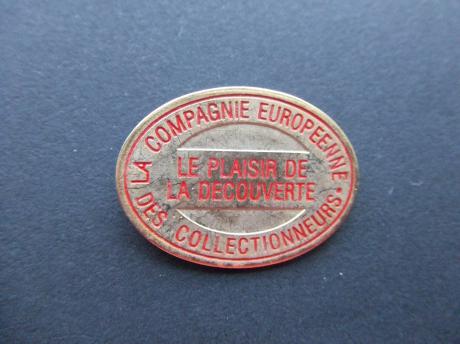 LA COMPAGNIE EUROPEENNE
DES COLLECTIONNEURS.
LE PLAISIR DE
LA DECOUVERTE